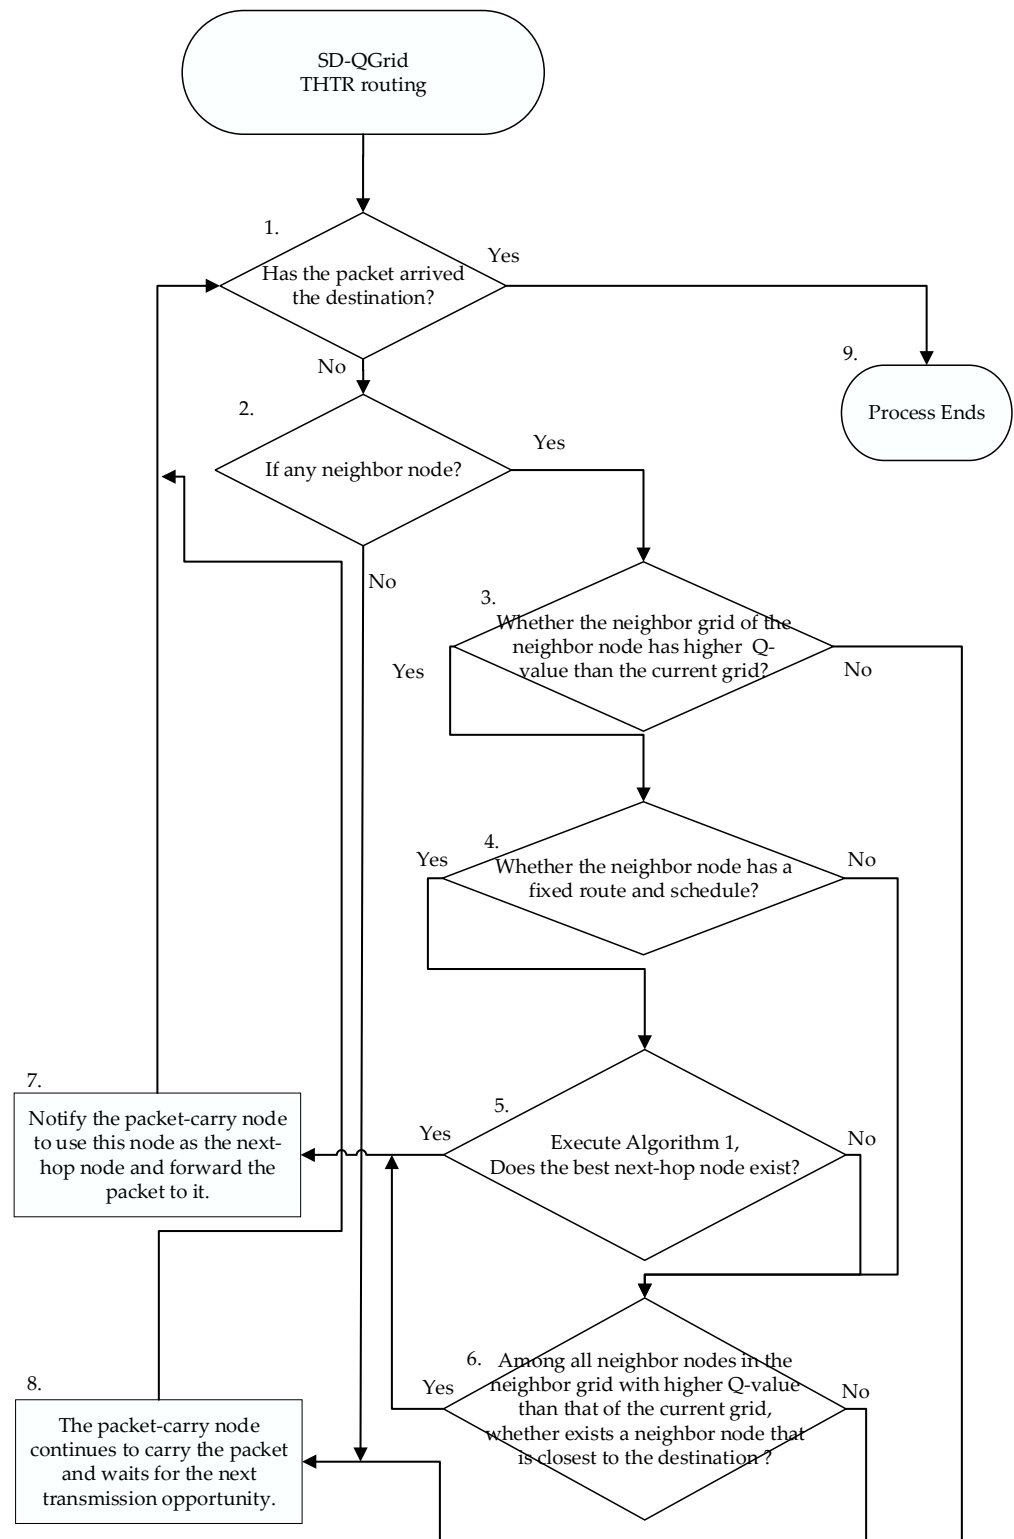 SD-QGrid
THTR routing
1.
Yes
Has the packet arrived
the destination?
No
9.
Process Ends
2.
Yes
If any neighbor node?
No
3.
Whether the neighbor grid of the
neighbor node has higher Q-
value than the current grid?
Yes
No
4.
Yes
No
Whether the neighbor node has a
fixed route and schedule?
7.
Notify the packet-carry node
to use this node as the next-
hop node and forward the
packet to it.
5.
Yes
No
Execute Algorithm 1,
Does the best next-hop node exist?
6.
Among all neighbor nodes in the
neighbor grid with higher Q-value
than that of the current grid,
whether exists a neighbor node that
is closest to the destination ?
Yes
No
8.
The packet-carry node
continues to carry the packet
and waits for the next
transmission opportunity.